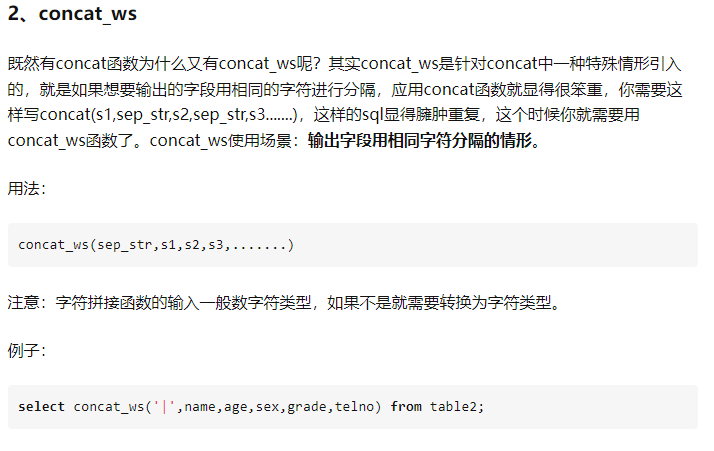 2、concat_ws
既然有concat函数为什么又有concat_ws呢？其实concat_ws是针对concat中一种特殊情形引入
的，就是如果想要输出的字段用相同的字符进行分隔，应用concat函数就显得很笨重，你需要这
样写concat(s1,sep_str,s2,sep_str,s3.......)，这样的sql显得臃肿重复，这个时候你就需要用
concat_ws函数了。concat_ws使用场景：输出字段用相同字符分隔的情形。
用法：
concat_ws(sep_str,s1,s2,s3,.......)
注意：字符拼接函数的输入一般数字符类型，如果不是就需要转换为字符类型。
例子：
select concat_ws('|',name,age,sex,grade,telno) from table2;